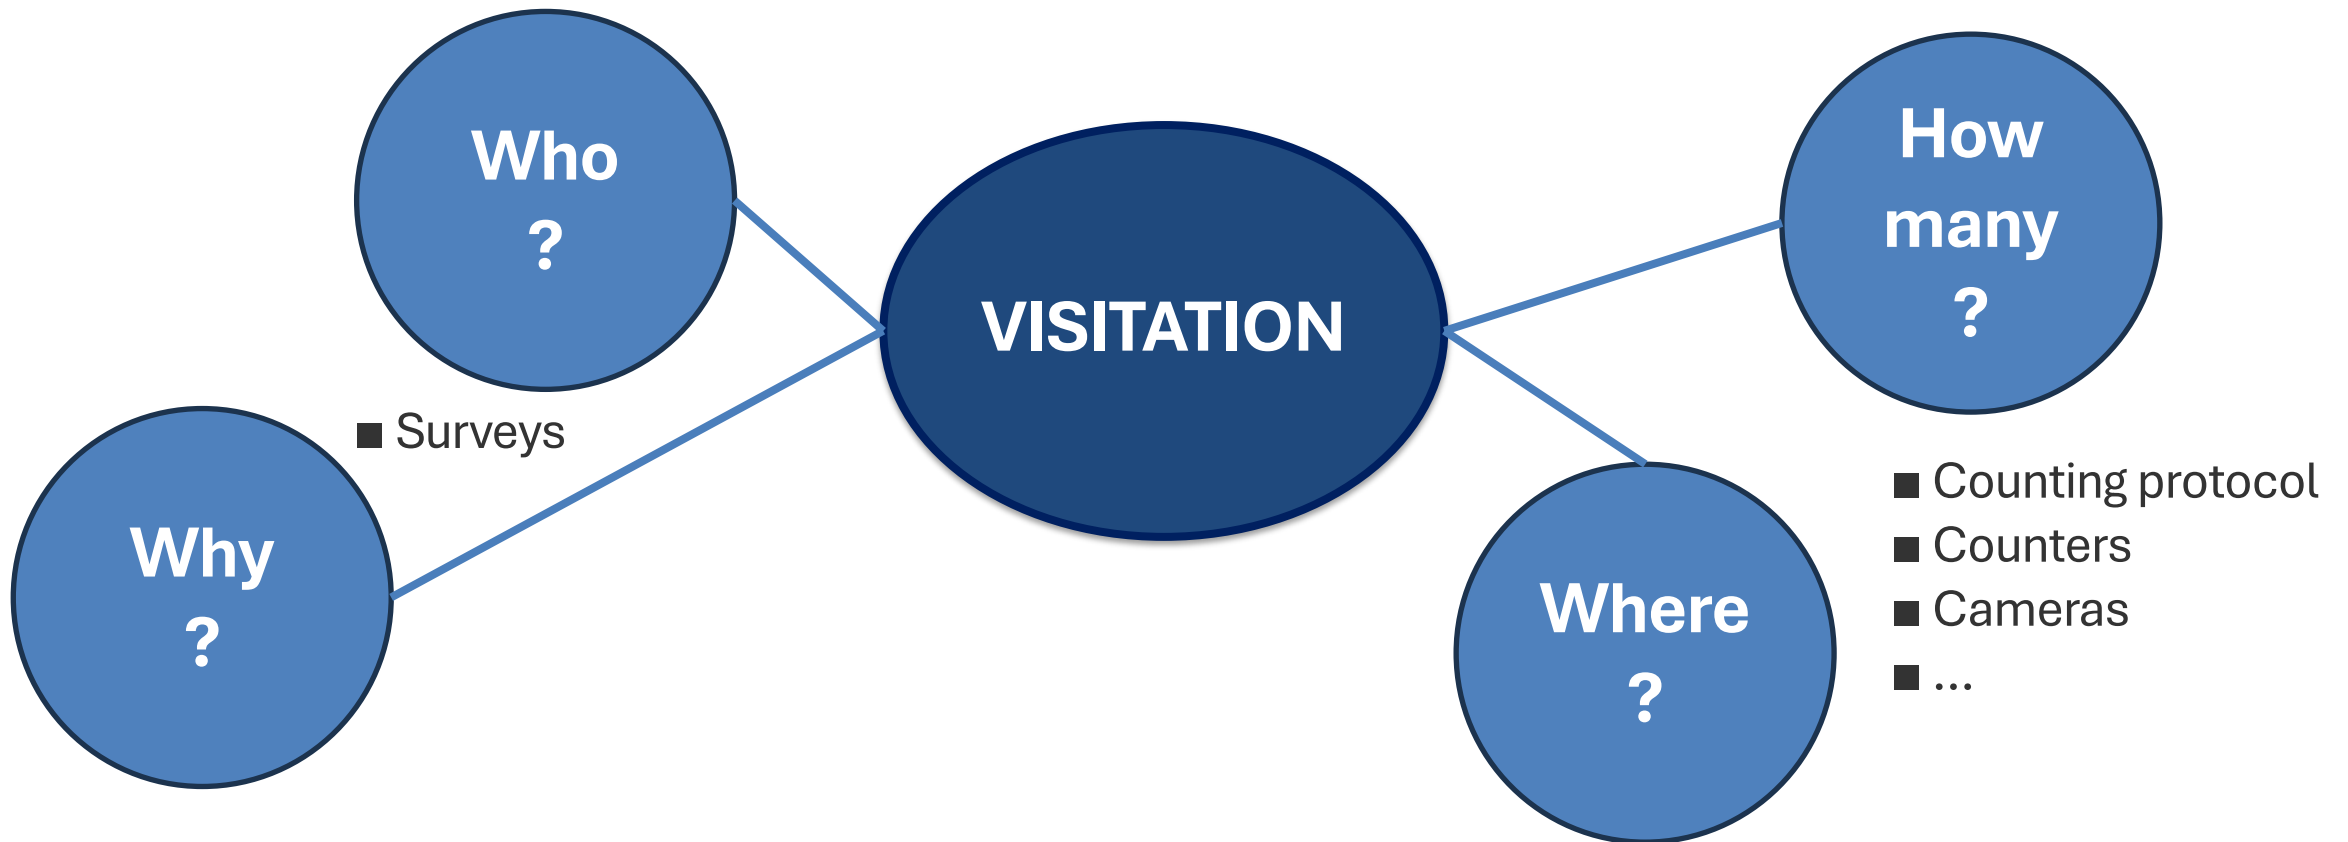 Who
?
Surveys
Why
?
VISITATION
How
many
?
Where
?
Counting protocol
Counters
Cameras
...